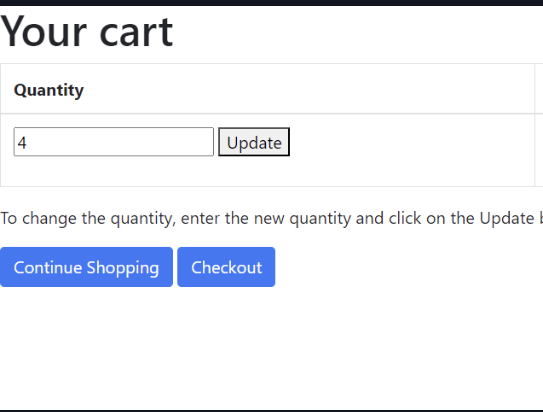 Your cart
Quantity
4 Update
To change the quantity, enter the new quantity and click on the Update
Continue Shopping Checkout